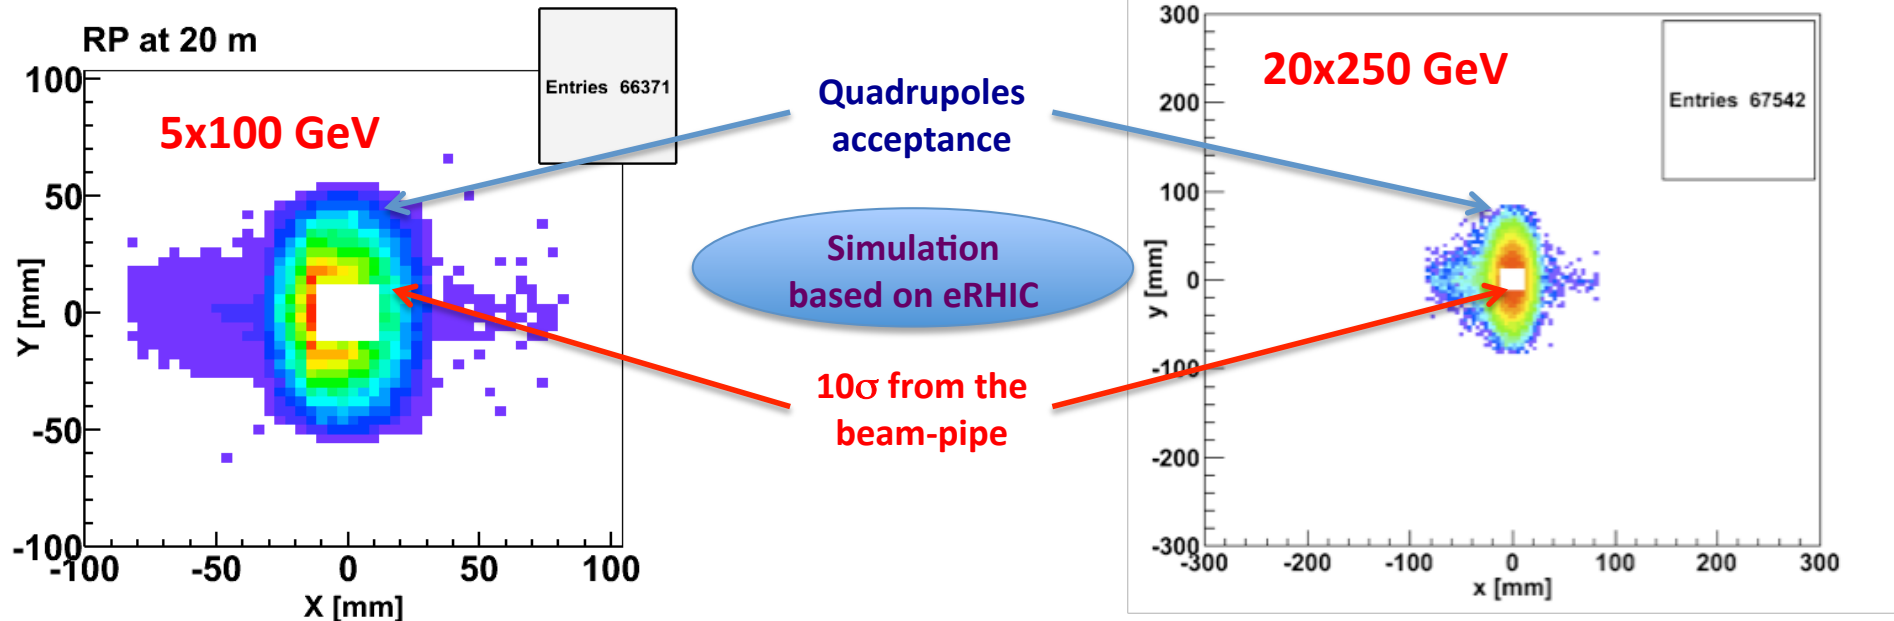 RP at 20 m
Entries 66371
5x100 GeV
100
50
0
-50
-100
Y [mm]
-100
-50
0
50
100
X [mm]
Quadrupoles
acceptance
Simulation
based on eRHIC
10σ from the
beam-pipe
20x250 GeV
Entries 67542
300
200
100
0
-100
-200
-300
y [mm]
-300
-200
-100
0
100
200
300
x [mm]